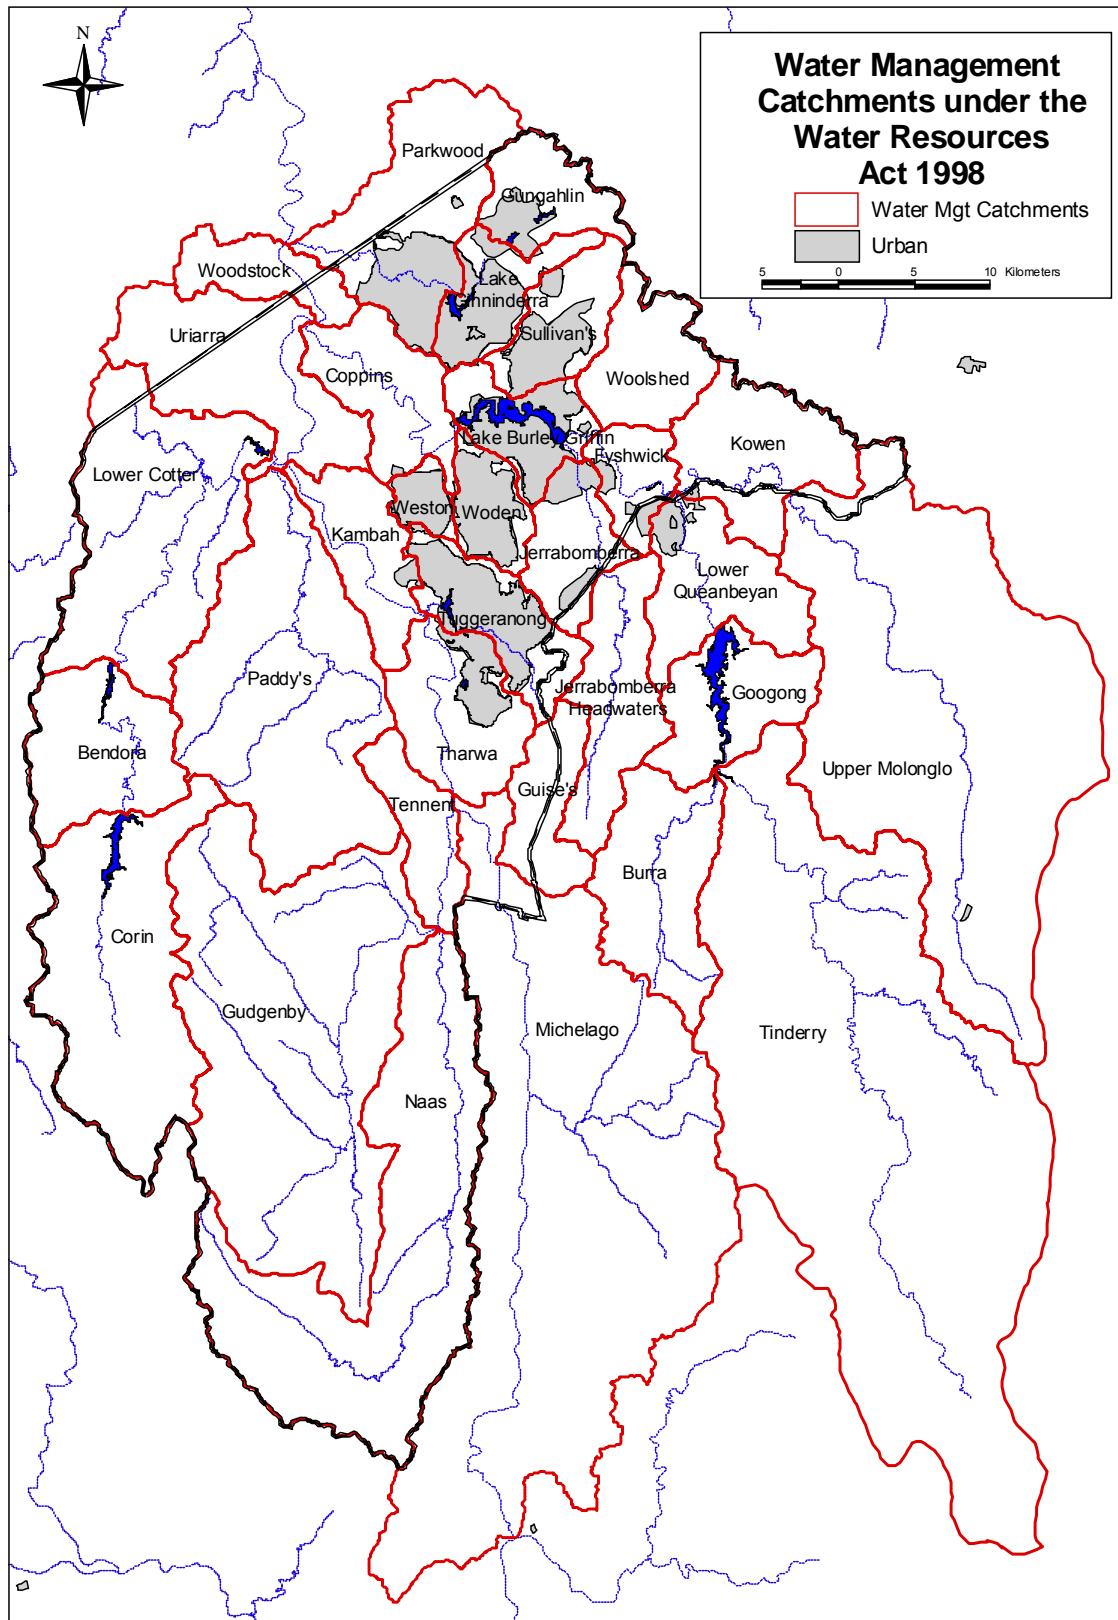 N
Water Management
Catchments under the
Water Resources
Act 1998
Water Mgt Catchments
Urban
5 0 5 10 Kilometers
Parkwood
Gungahlin
Woodstock
Lake
Ginninderra
Uriarra
Sullivan's
Coppins
Woolshed
Lake Burley Griffin
Kowen
Fyshwick
Lower Cotter
Weston
Woden
Kambah
Jerrabomberra
Lower
Queanbeyan
Tuggeranong
Paddy's
Jerrabomberra
Headwaters
Googong
Bendora
Tharwa
Upper Molonglo
Guise's
Tennent
Burra
Corin
Gudgenby
Michelago
Tinderry
Naas